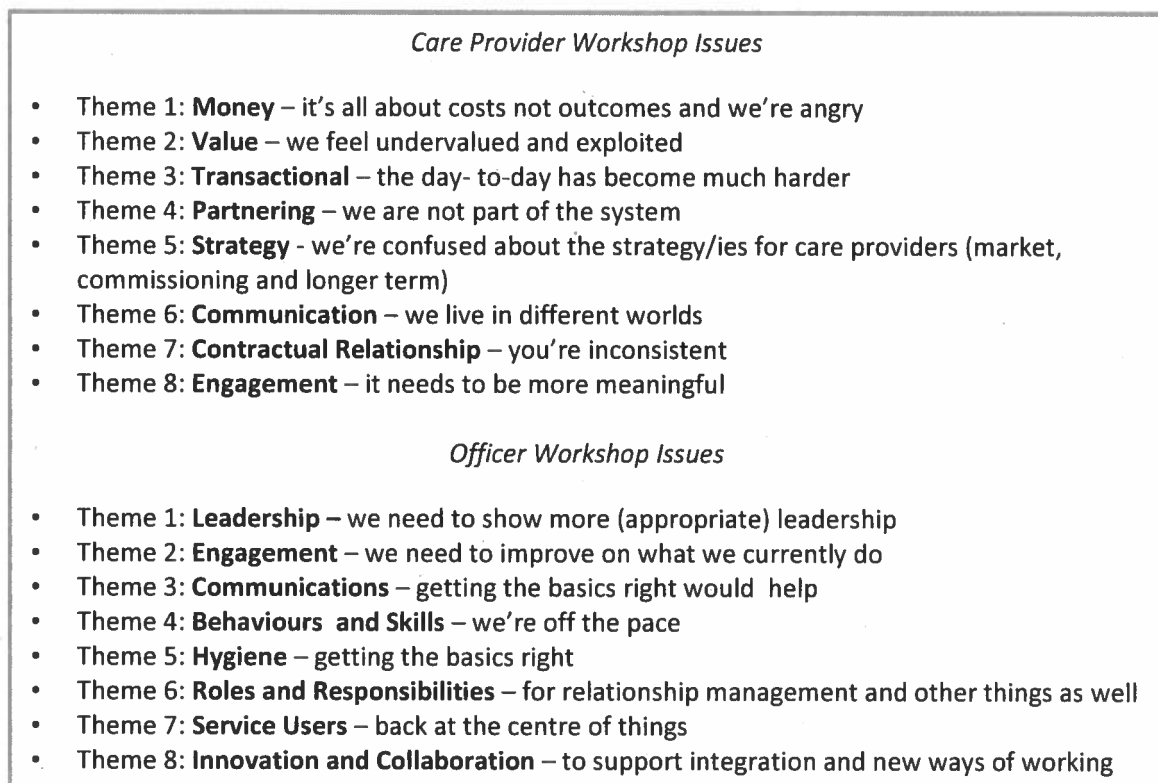 Care Provider Workshop Issues
• Theme 1: Money – it's all about costs not outcomes and we're angry
• Theme 2: Value – we feel undervalued and exploited
• Theme 3: Transactional – the day- to-day has become much harder
• Theme 4: Partnering – we are not part of the system
• Theme 5: Strategy - we're confused about the strategy/ies for care providers (market,
commissioning and longer term)
• Theme 6: Communication – we live in different worlds
• Theme 7: Contractual Relationship – you're inconsistent
• Theme 8: Engagement – it needs to be more meaningful
Officer Workshop Issues
• Theme 1: Leadership – we need to show more (appropriate) leadership
• Theme 2: Engagement – we need to improve on what we currently do
• Theme 3: Communications – getting the basics right would  help
• Theme 4: Behaviours  and Skills – we're off the pace
• Theme 5: Hygiene – getting the basics right
• Theme 6: Roles and Responsibilities – for relationship management and other things as well
• Theme 7: Service Users – back at the centre of things
• Theme 8: Innovation and Collaboration – to support integration and new ways of working